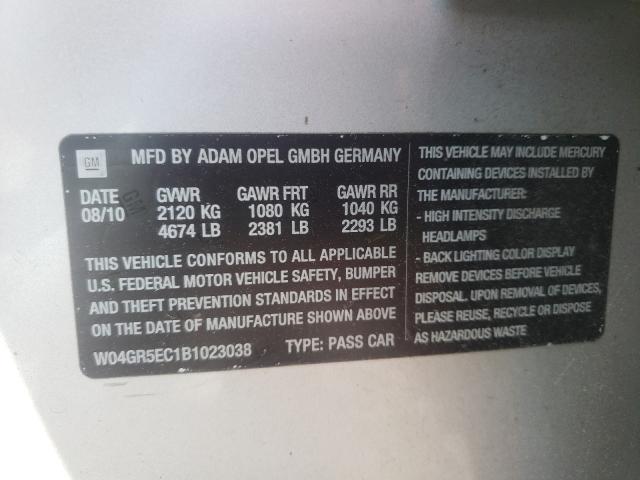 GM
MFD BY ADAM OPEL GMBH GERMANY
DATE GVWR GAWR FRT GAWR RR
08/10 2120 KG 1080 KG 1040 KG
4674 LB 2381 LB 2293 LB
THIS VEHICLE CONFORMS TO ALL APPLICABLE
U.S. FEDERAL MOTOR VEHICLE SAFETY, BUMPER
AND THEFT PREVENTION STANDARDS IN EFFECT
ON THE DATE OF MANUFACTURE SHOWN ABOVE
W04GR5EC1B1023038 TYPE: PASS CAR
THIS VEHICLE MAY INCLUDE MERCURY
CONTAINING DEVICES INSTALLED BY
THE MANUFACTURER:
- HIGH INTENSITY DISCHARGE
HEADLAMPS
- BACK LIGHTING COLOR DISPLAY
REMOVE DEVICES BEFORE VEHICLE
DISPOSAL. UPON REMOVAL OF DEVICES,
PLEASE REUSE, RECYCLE OR DISPOSE
AS HAZARDOUS WASTE